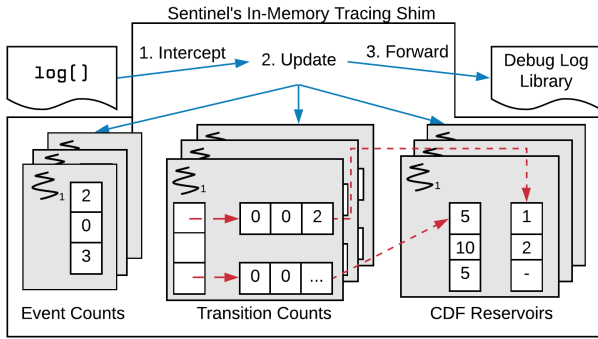 Sentinel's In-Memory Tracing Shim
log[]
1. Intercept
2. Update
3. Forward
Debug Log
Library
1
2
0
3
1
0 0 2
0 0 ...
1
5
10
5
1
2
-
Event Counts
Transition Counts
CDF Reservoirs